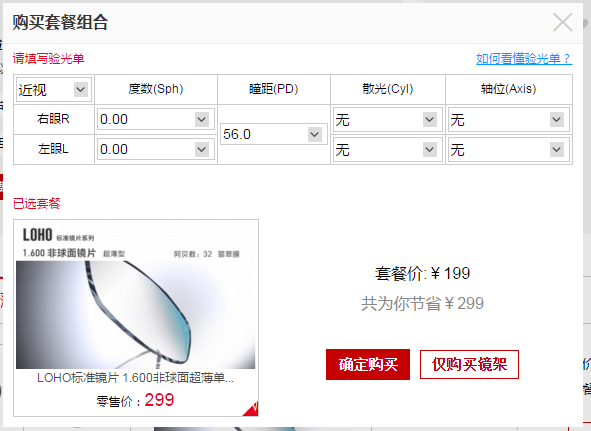 购买套餐组合
请填写验光单 如何看懂验光单？
近视 度数(Sph) 瞳距(PD) 散光(Cyl) 轴位(Axis)
右眼R 0.00 56.0 无 无
左眼L 0.00 无 无
已选套餐
LOHO 标准镜片系列
1.600 非球面镜片 超薄型 阿贝数：32 翡翠膜
LOHO标准镜片 1.600非球面超薄单...
零售价：299
套餐价:￥199
共为你节省￥299
确定购买 仅购买镜架